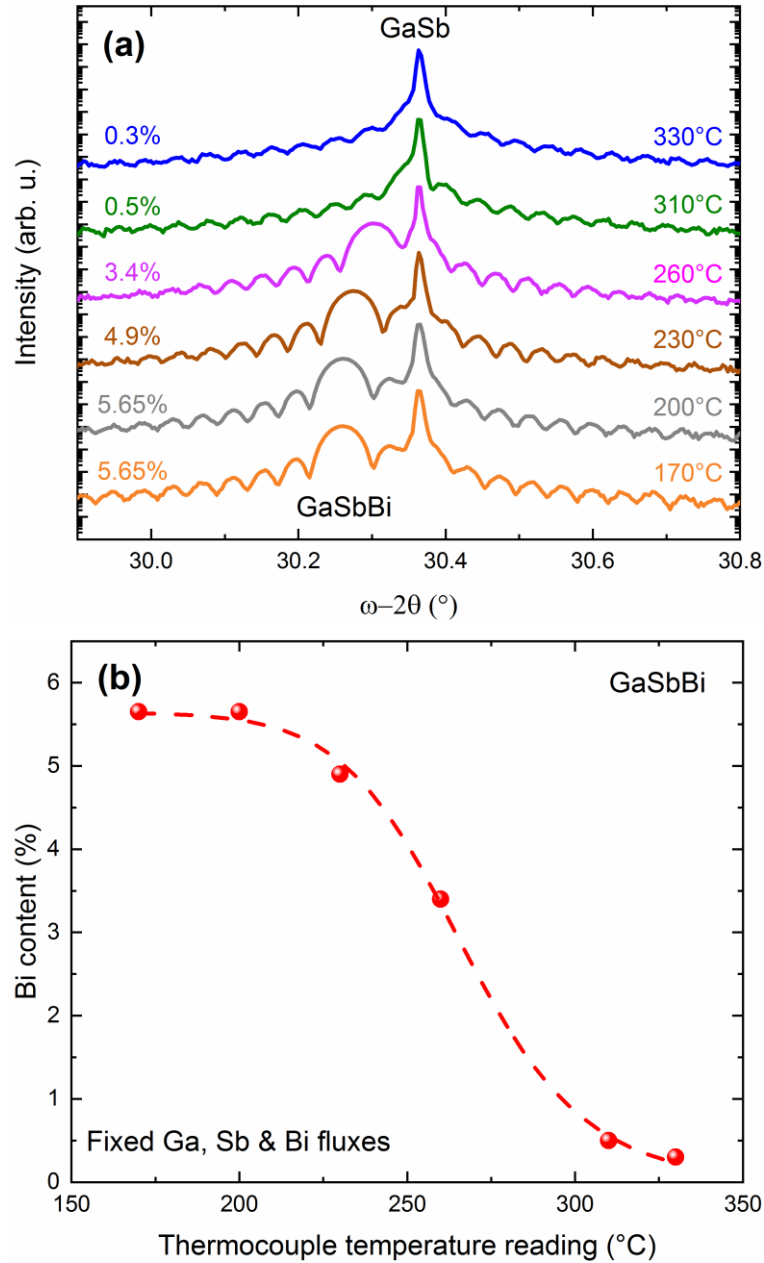 (a)
GaSb
0.3%
330°C
0.5%
310°C
3.4%
260°C
4.9%
230°C
5.65%
200°C
5.65%
170°C
GaSbBi
Intensity (arb. u.)
30.0 30.2 30.4 30.6 30.8
ω–2θ (°)
(b)
GaSbBi
6
5
4
3
2
1
0
Bi content (%)
Fixed Ga, Sb & Bi fluxes
150 200 250 300 350
Thermocouple temperature reading (°C)